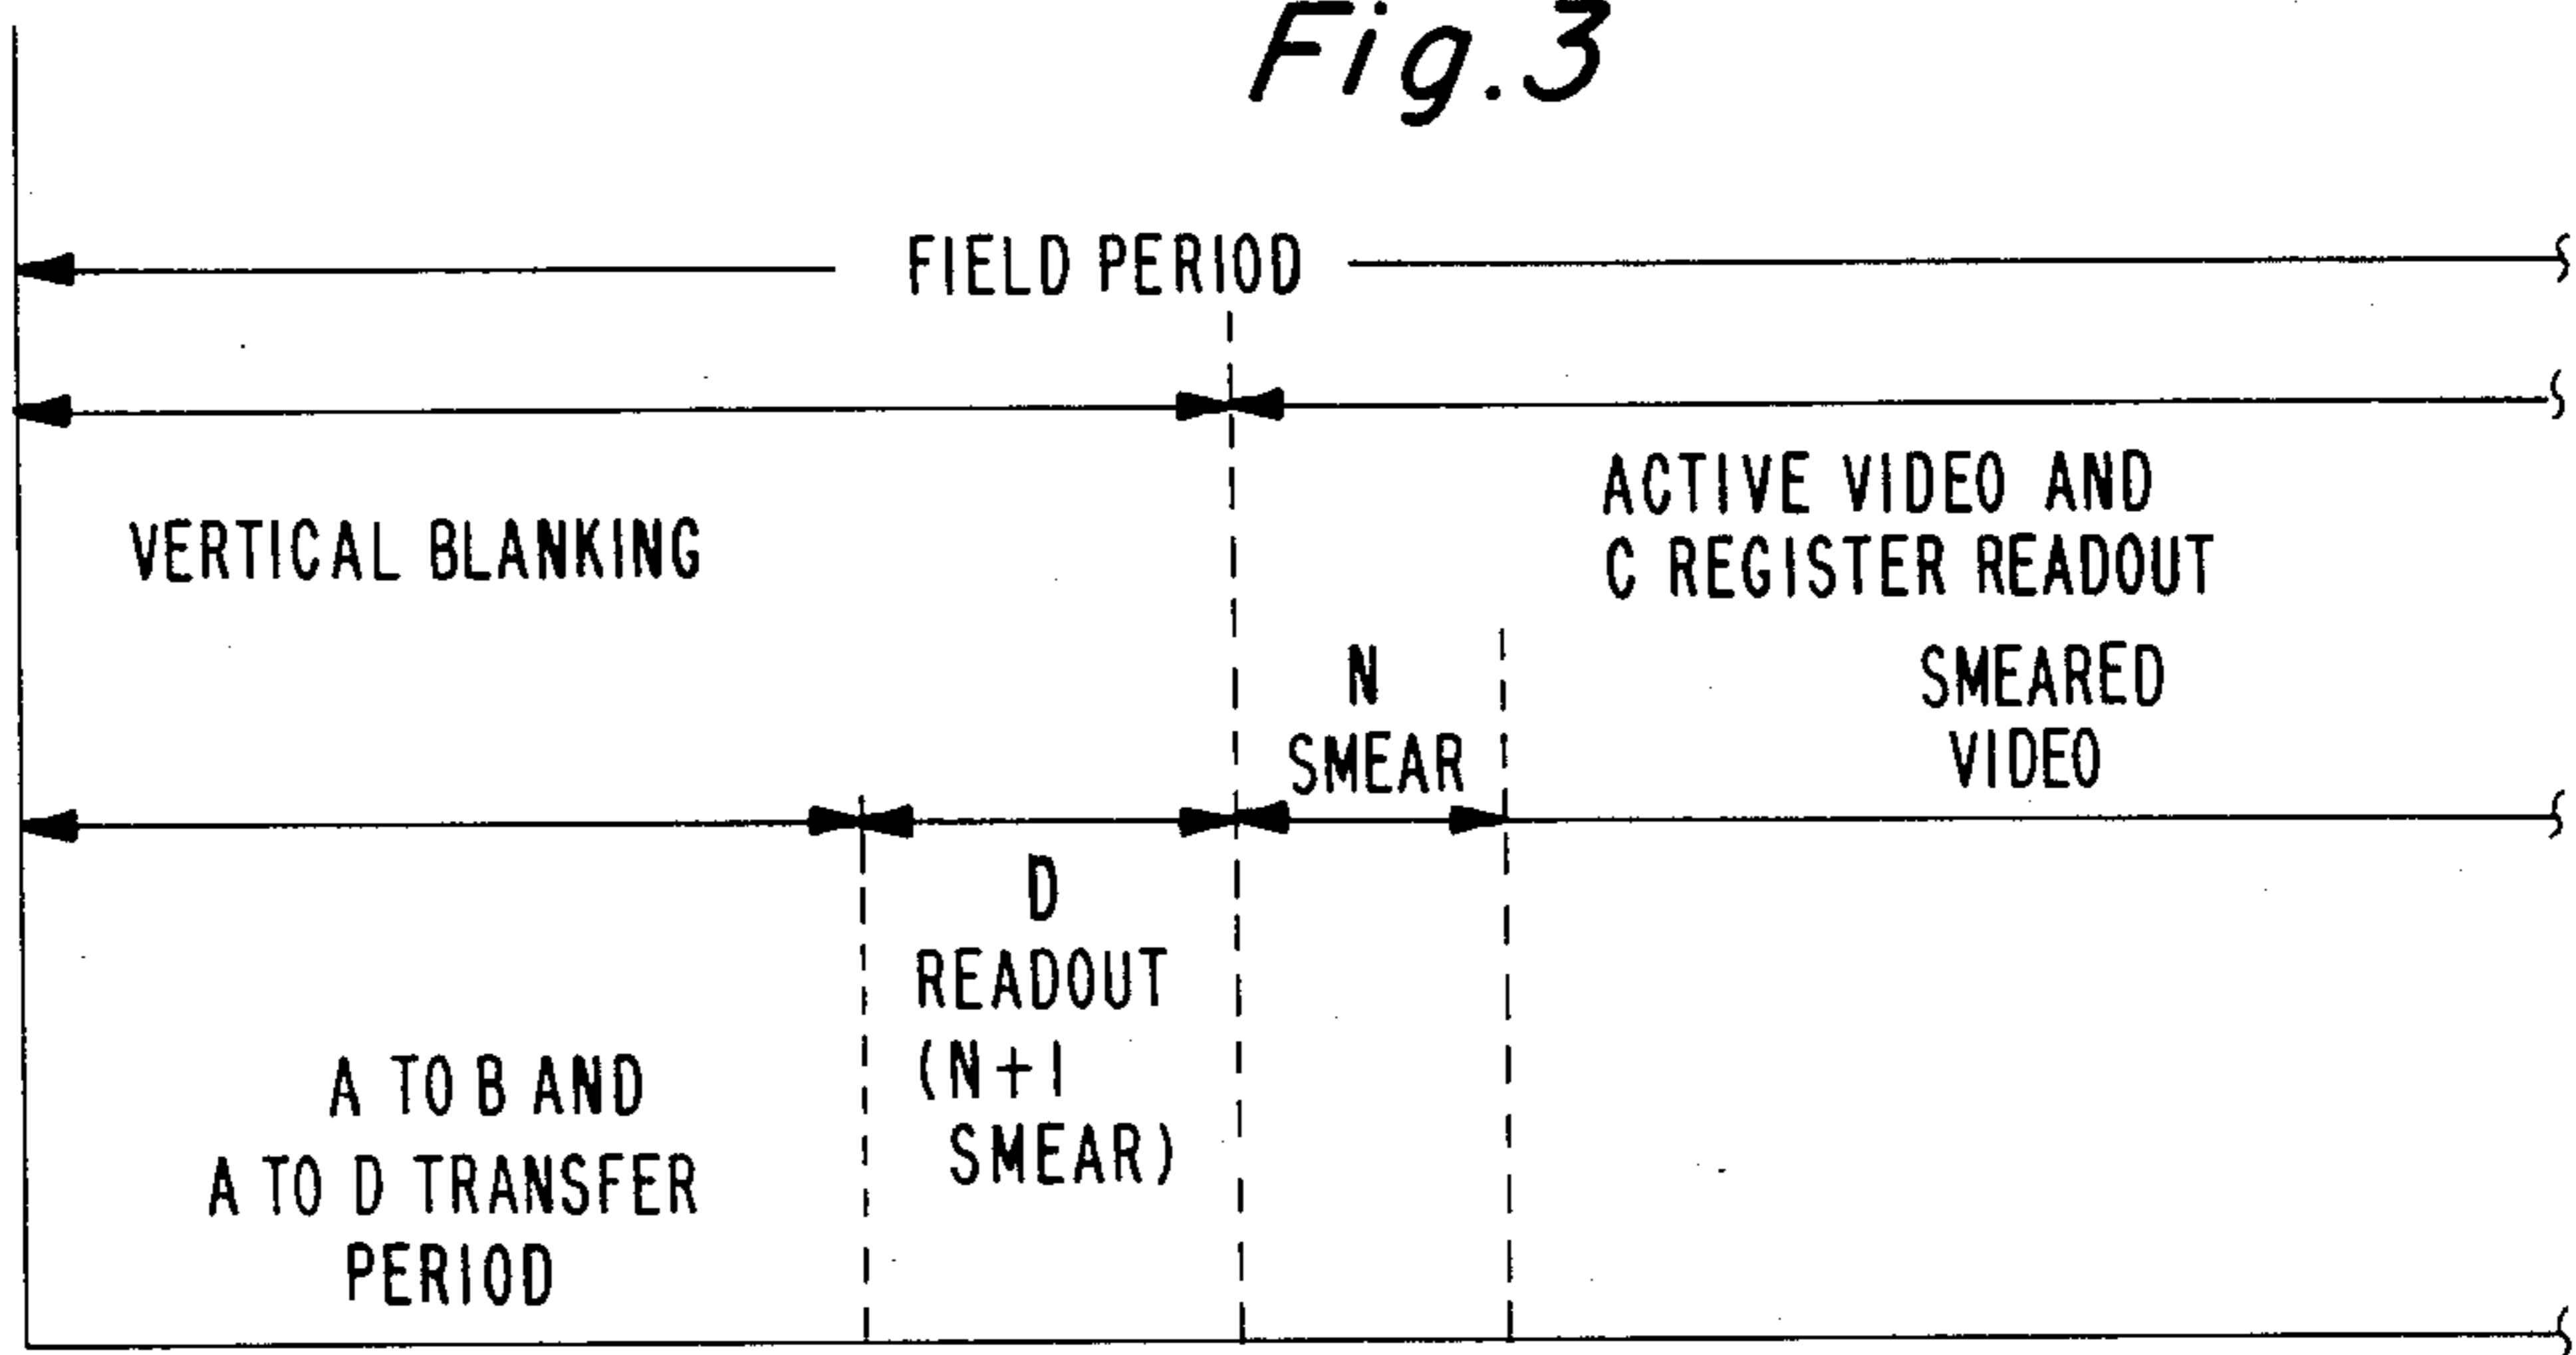 Fig.3
FIELD PERIOD
VERTICAL BLANKING
ACTIVE VIDEO AND
C REGISTER READOUT
N
SMEAR
SMEARED
VIDEO
D
READOUT
(N+1
SMEAR)
A TO B AND
A TO D TRANSFER
PERIOD